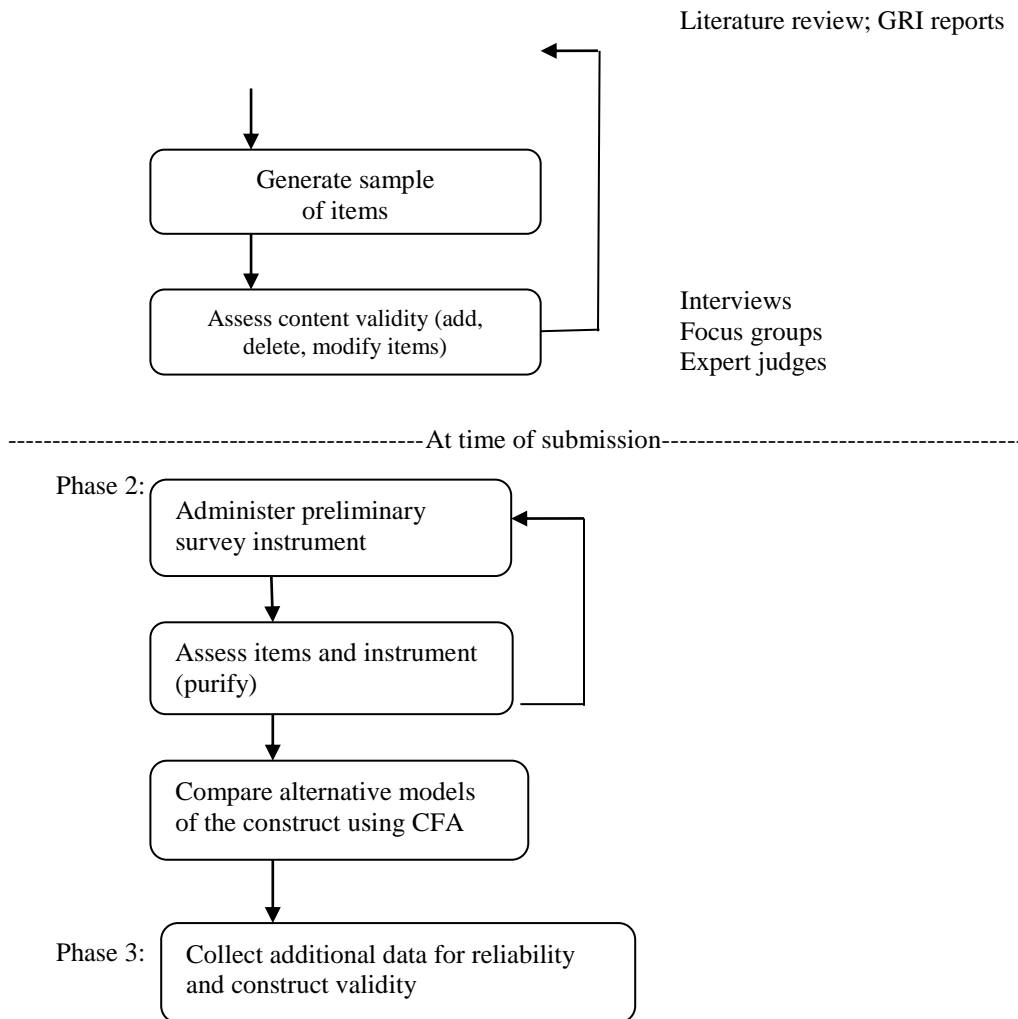 Literature review; GRI reports
Generate sample
of items
Assess content validity (add,
delete, modify items)
Interviews
Focus groups
Expert judges
------------------------------------------------At time of submission------------------------------------------
Phase 2:
Administer preliminary
survey instrument
Assess items and instrument
(purify)
Compare alternative models
of the construct using CFA
Phase 3:
Collect additional data for reliability
and construct validity